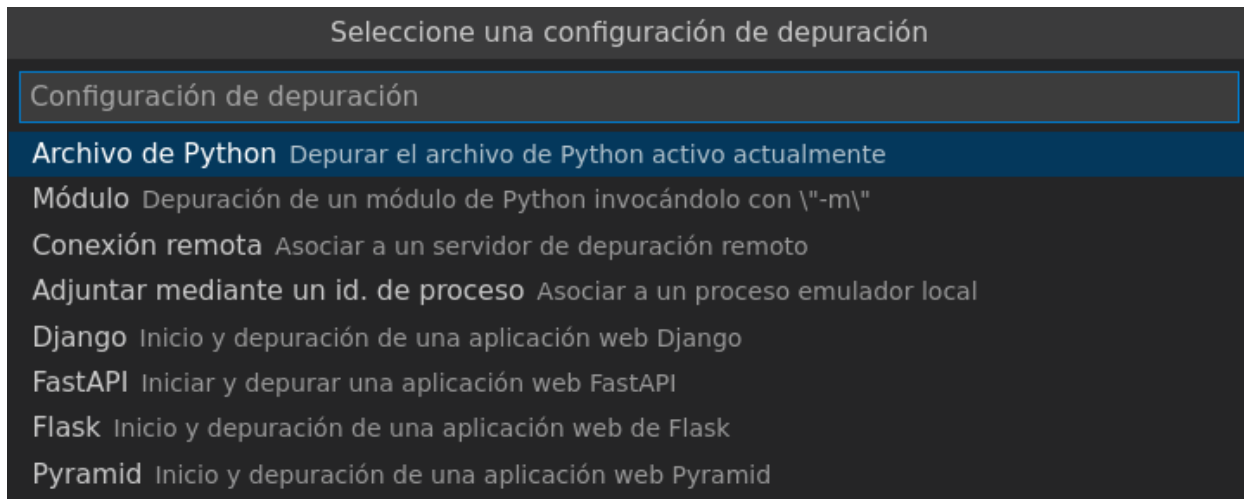 Seleccione una configuración de depuración
Configuración de depuración
Archivo de Python Depurar el archivo de Python activo actualmente
Módulo Depuración de un módulo de Python invocándolo con \"-m\"
Conexión remota Asociar a un servidor de depuración remoto
Adjuntar mediante un id. de proceso Asociar a un proceso emulador local
Django Inicio y depuración de una aplicación web Django
FastAPI Iniciar y depurar una aplicación web FastAPI
Flask Inicio y depuración de una aplicación web de Flask
Pyramid Inicio y depuración de una aplicación web Pyramid